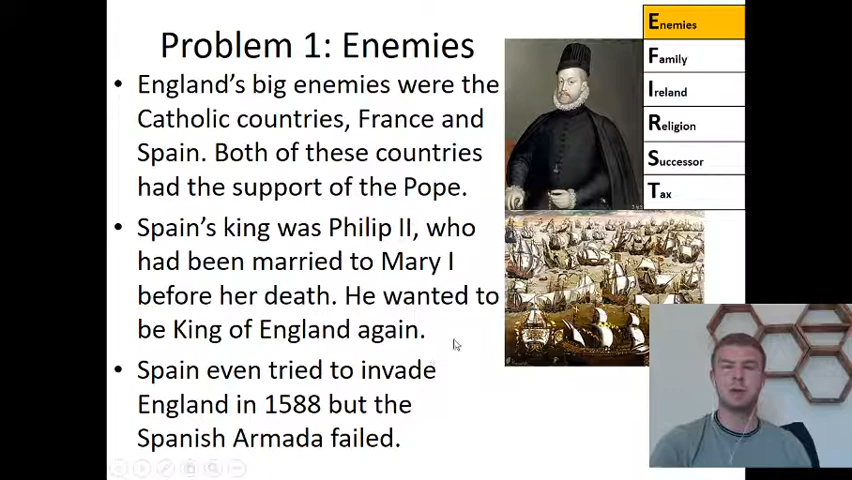 Problem 1: Enemies
• England's big enemies were the
Catholic countries, France and
Spain. Both of these countries
had the support of the Pope.
• Spain's king was Philip II, who
had been married to Mary I
before her death. He wanted to
be King of England again.
• Spain even tried to invade
England in 1588 but the
Spanish Armada failed.
Enemies
Family
Ireland
Religion
Successor
Tax